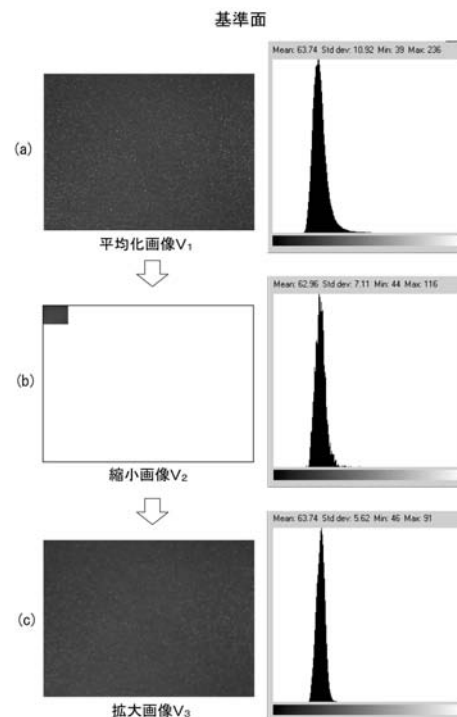 基準面
Mean: 63.74 Std dev: 10.92 Min: 39 Max: 236
(a)
平均化画像V₁
Mean: 62.96 Std dev: 7.11 Min: 44 Max: 116
(b)
縮小画像V₂
Mean: 63.74 Std dev: 5.62 Min: 46 Max: 91
(c)
拡大画像V₃